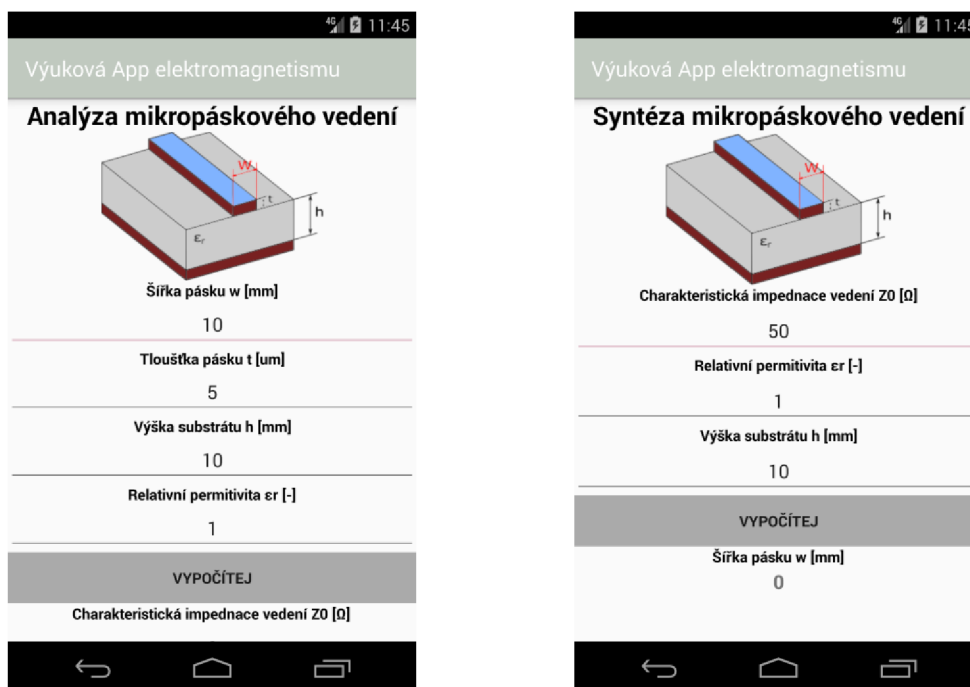 4G 11:45
Výuková App elektromagnetismu
Analýza mikropáskového vedení
W
t
h
εr
Šířka pásku w [mm]
10
Tloušťka pásku t [um]
5
Výška substrátu h [mm]
10
Relativní permitivita εr [-]
1
VYPOČÍTEJ
Charakteristická impednace vedení Z0 [Ω]
4G 11:45
Výuková App elektromagnetismu
Syntéza mikropáskového vedení
W
t
h
εr
Charakteristická impednace vedení Z0 [Ω]
50
Relativní permitivita εr [-]
1
Výška substrátu h [mm]
10
VYPOČÍTEJ
Šířka pásku w [mm]
0